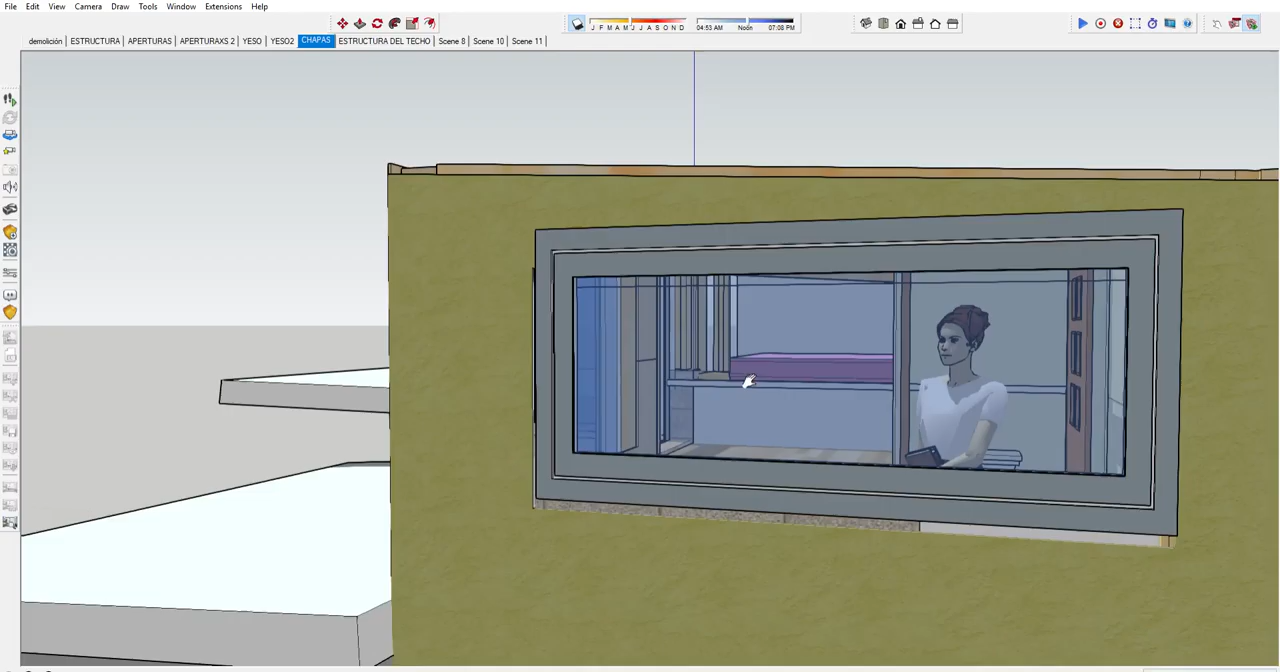 File Edit View Camera Draw Tools Window Extensions Help
J F M A M J J A S O N D 04:53 AM Noon 07:08 PM
demolición ESTRUCTURA APERTURAS APERTURAXS 2 YESO YESO2 CHAPAS ESTRUCTURA DEL TECHO Scene 8 Scene 10 Scene 11